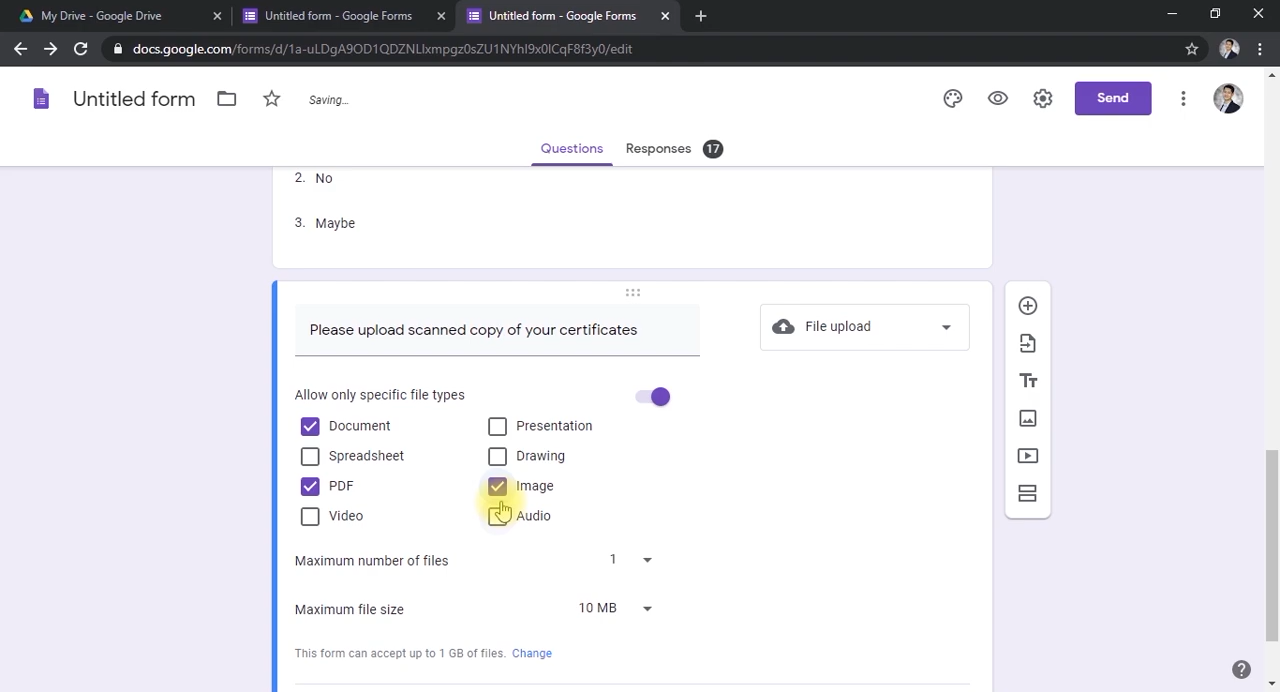 My Drive - Google Drive
Untitled form - Google Forms
Untitled form - Google Forms
docs.google.com/forms/d/1a-uLDgA9OD1QDZNLlxmpgz0sZU1NYhI9x0lCqF8f3y0/edit
Untitled form
Saving...
Send
Questions
Responses 17
2. No
3. Maybe
Please upload scanned copy of your certificates
File upload
Allow only specific file types
Document
Presentation
Spreadsheet
Drawing
PDF
Image
Video
Audio
Maximum number of files 1
Maximum file size 10 MB
This form can accept up to 1 GB of files. Change